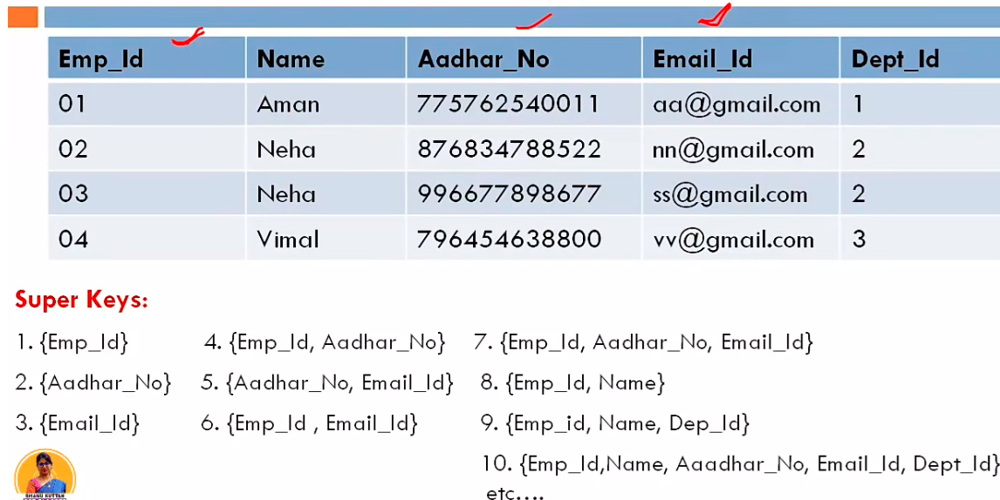 Emp_Id Name Aadhar_No Email_Id Dept_Id
01 Aman 775762540011 aa@gmail.com 1
02 Neha 876834788522 nn@gmail.com 2
03 Neha 996677898677 ss@gmail.com 2
04 Vimal 796454638800 vv@gmail.com 3
Super Keys:
1. {Emp_Id} 4. {Emp_Id, Aadhar_No} 7. {Emp_Id, Aadhar_No, Email_Id}
2. {Aadhar_No} 5. {Aadhar_No, Email_Id} 8. {Emp_Id, Name}
3. {Email_Id} 6. {Emp_Id , Email_Id} 9. {Emp_id, Name, Dep_Id}
10. {Emp_Id,Name, Aaadhar_No, Email_Id, Dept_Id}
etc....
BHANU KUTTEN